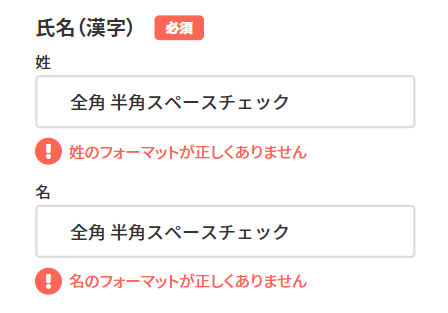 氏名（漢字） 必須
姓
全角 半角スペースチェック
! 姓のフォーマットが正しくありません
名
全角 半角スペースチェック
! 名のフォーマットが正しくありません